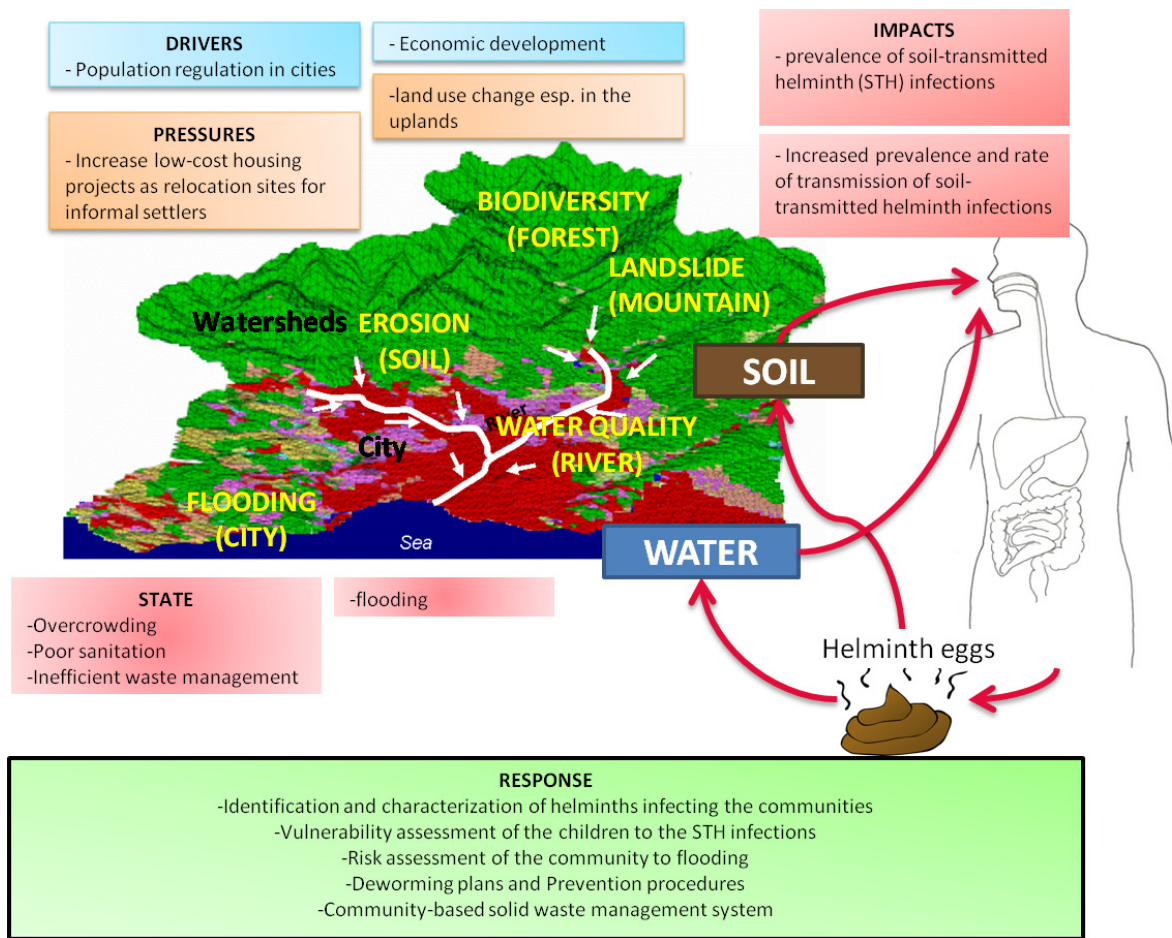 DRIVERS
- Population regulation in cities
- Economic development
PRESSURES
- Increase low-cost housing
projects as relocation sites for
informal settlers
-land use change esp. in the
uplands
IMPACTS
- prevalence of soil-transmitted
helminth (STH) infections
- Increased prevalence and rate
of transmission of soil-
transmitted helminth infections
BIODIVERSITY
(FOREST)
LANDSLIDE
(MOUNTAIN)
Watersheds
EROSION
(SOIL)
SOIL
River
WATER QUALITY
(RIVER)
City
FLOODING
(CITY)
Sea
WATER
STATE
-Overcrowding
-Poor sanitation
-Inefficient waste management
-flooding
Helminth eggs
RESPONSE
-Identification and characterization of helminths infecting the communities
-Vulnerability assessment of the children to the STH infections
-Risk assessment of the community to flooding
-Deworming plans and Prevention procedures
-Community-based solid waste management system